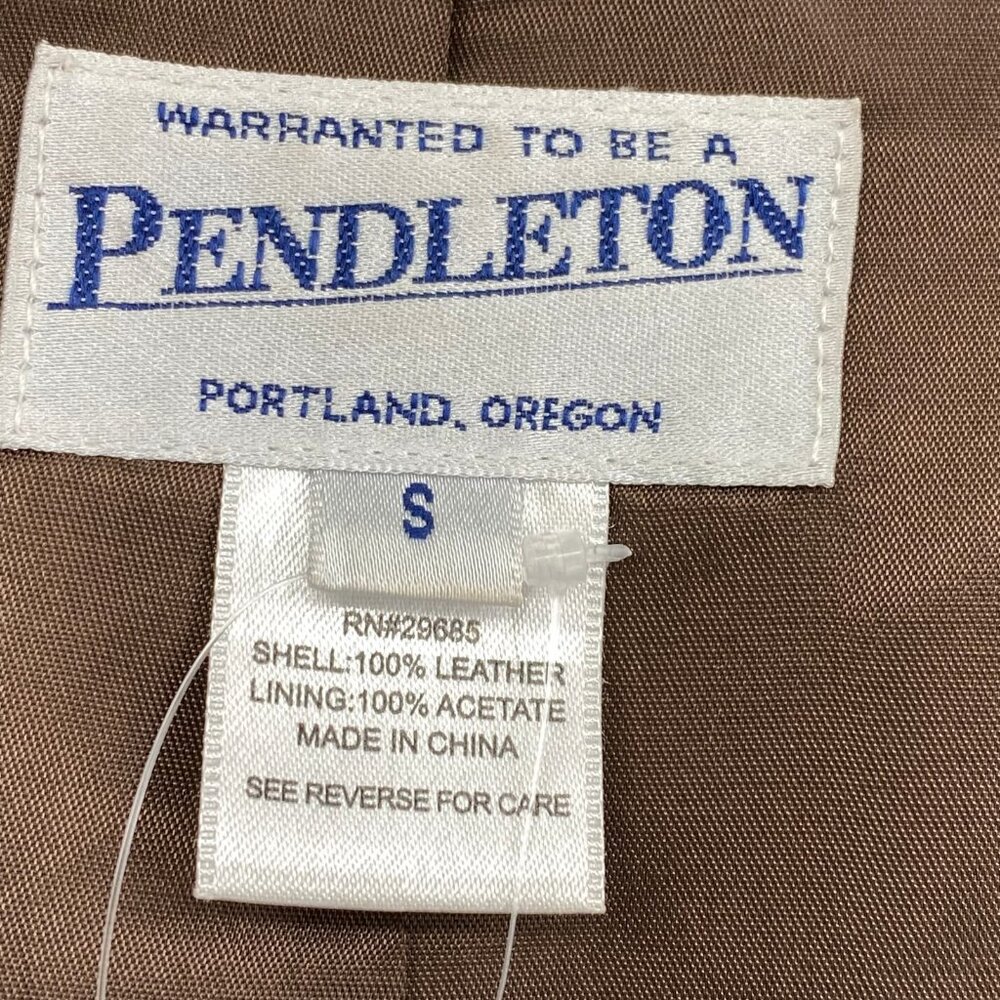 WARRANTED TO BE A
PENDLETON
PORTLAND, OREGON
S
RN#29685
SHELL:100% LEATHER
LINING:100% ACETATE
MADE IN CHINA
SEE REVERSE FOR CARE